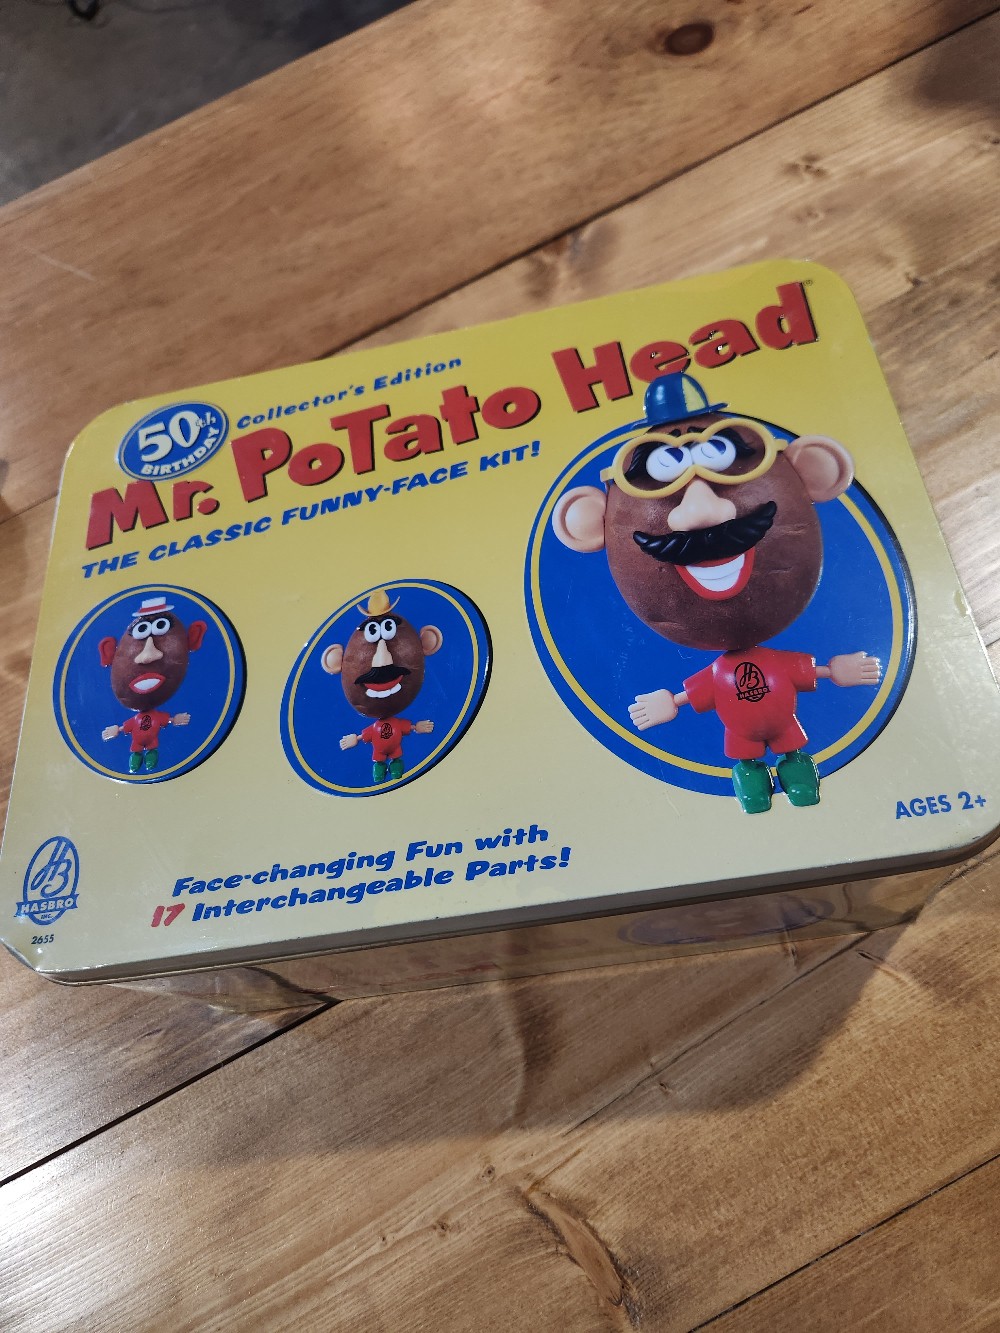 50th
BIRTHDAY
Collector's Edition
Mr. PoTaTo Head
THE CLASSIC FUNNY-FACE KIT!
HB
HASBRO
AGES 2+
Face-changing Fun with
17 Interchangeable Parts!
HB
HASBRO
INC.
2655